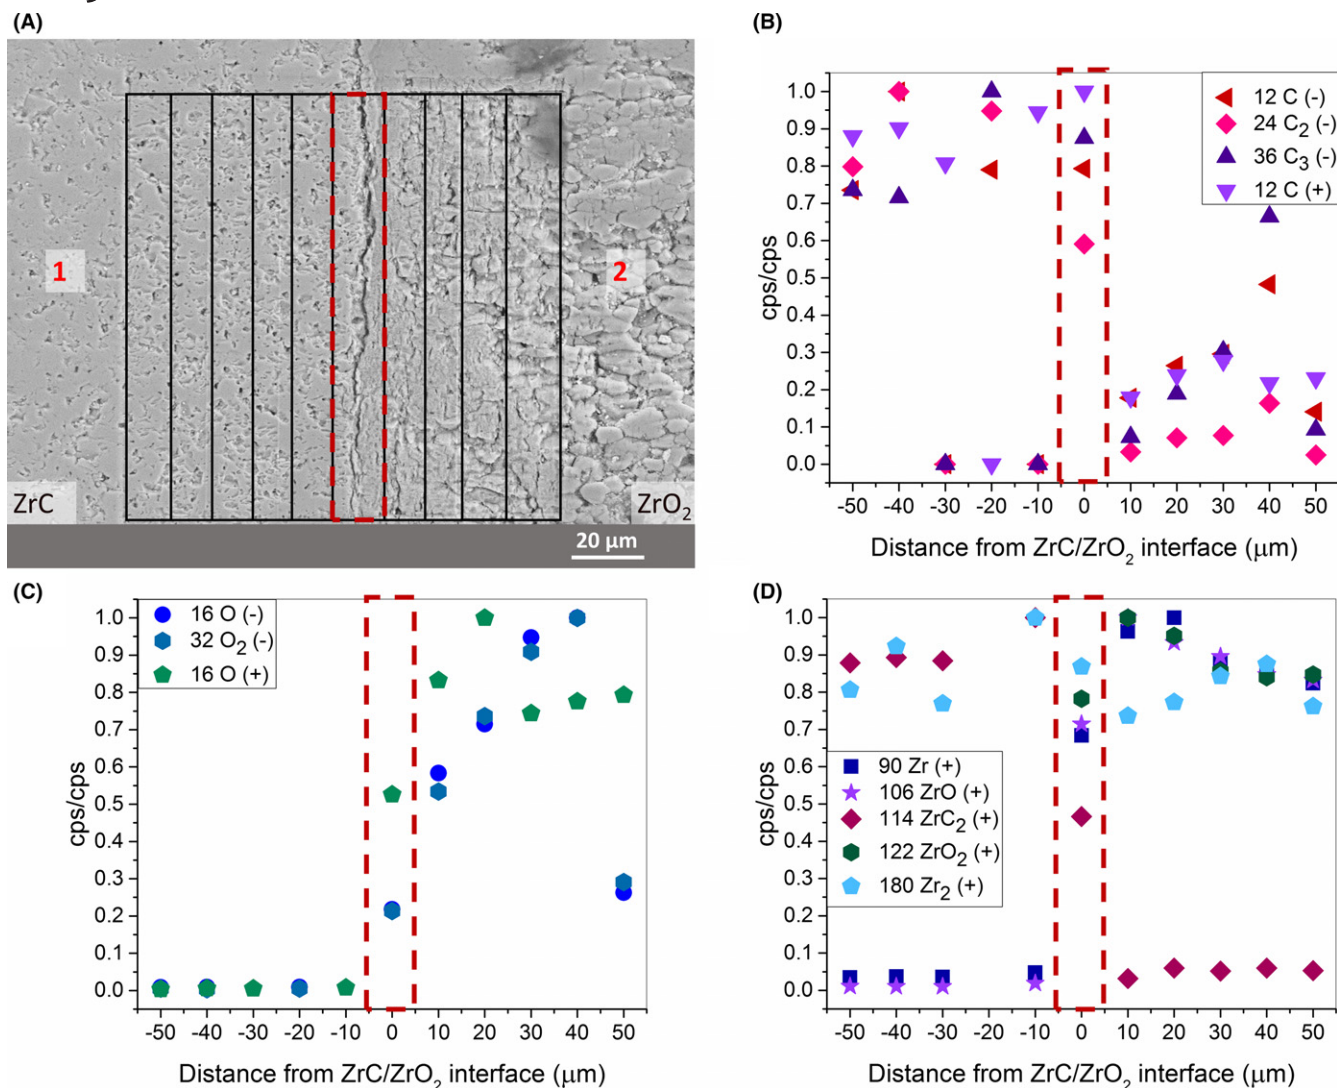 (A)
1
2
ZrC
ZrO2
20 μm
(B)
1.0
0.9
0.8
0.7
0.6
0.5
0.4
0.3
0.2
0.1
0.0
cps/cps
12 C (-)
24 C2 (-)
36 C3 (-)
12 C (+)
-50 -40 -30 -20 -10 0 10 20 30 40 50
Distance from ZrC/ZrO2 interface (μm)
(C)
16 O (-)
32 O2 (-)
16 O (+)
1.0
0.9
0.8
0.7
0.6
0.5
0.4
0.3
0.2
0.1
0.0
cps/cps
-50 -40 -30 -20 -10 0 10 20 30 40 50
Distance from ZrC/ZrO2 interface (μm)
(D)
1.0
0.9
0.8
0.7
0.6
0.5
0.4
0.3
0.2
0.1
0.0
cps/cps
90 Zr (+)
106 ZrO (+)
114 ZrC2 (+)
122 ZrO2 (+)
180 Zr2 (+)
-50 -40 -30 -20 -10 0 10 20 30 40 50
Distance from ZrC/ZrO2 interface (μm)